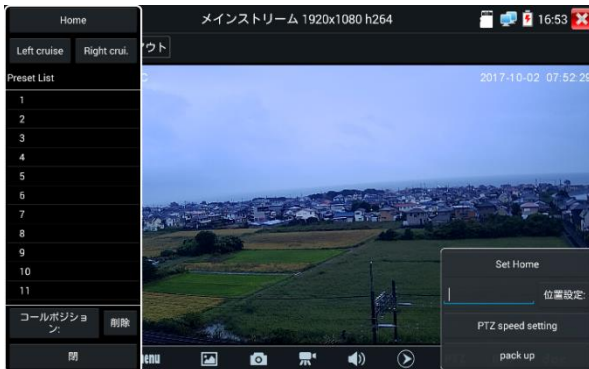 Home
メインストリーム 1920x1080 h264
16:53
Left cruise
Right crui.
ウト
Preset List
2017-10-02 07:52:29
1
2
3
4
5
6
7
8
9
10
11
Set Home
位置設定:
PTZ speed setting
pack up
コールポジショ
ン:
削除
閉
menu